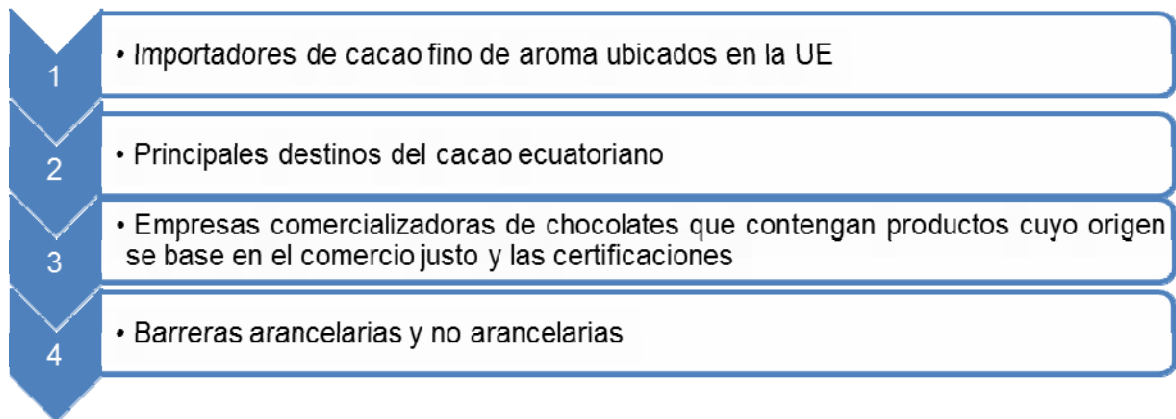 1
• Importadores de cacao fino de aroma ubicados en la UE
2
• Principales destinos del cacao ecuatoriano
3
• Empresas comercializadoras de chocolates que contengan productos cuyo origen
se base en el comercio justo y las certificaciones
4
• Barreras arancelarias y no arancelarias